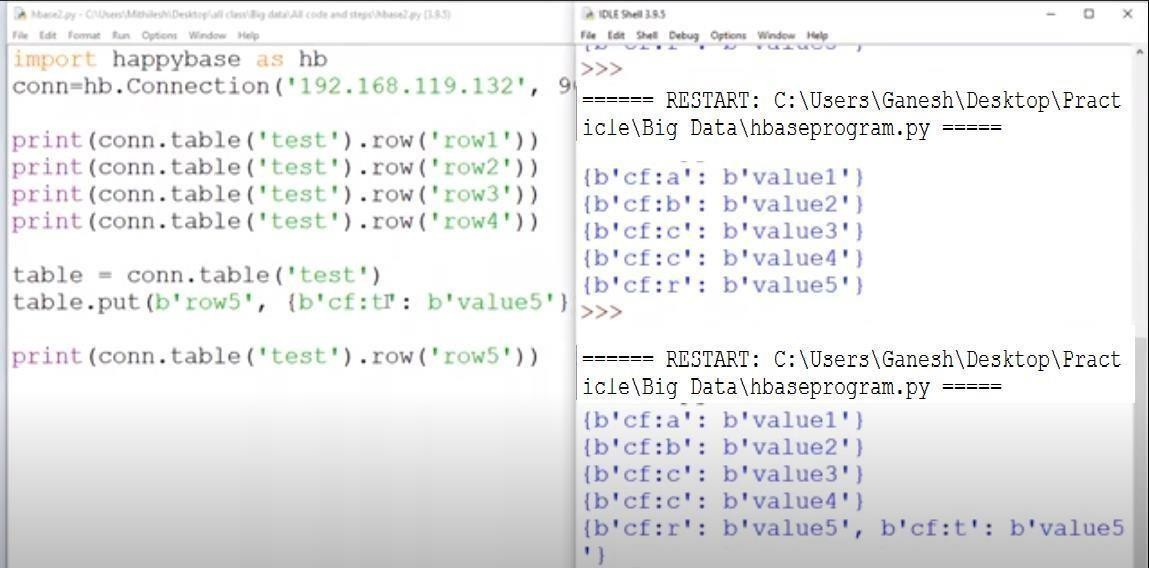 hbase2.py - C:\Users\Mithilesh\Desktop\all class\Big data\All code and steps\hbase2.py (3.9.5)
File Edit Format Run Options Window Help
import happybase as hb
conn=hb.Connection('192.168.119.132', 9
print(conn.table('test').row('row1'))
print(conn.table('test').row('row2'))
print(conn.table('test').row('row3'))
print(conn.table('test').row('row4'))
table = conn.table('test')
table.put(b'row5', {b'cf:t': b'value5'}
print(conn.table('test').row('row5'))
IDLE Shell 3.9.5
File Edit Shell Debug Options Window Help
>>>
====== RESTART: C:\Users\Ganesh\Desktop\Pract
icle\Big Data\hbaseprogram.py =====
{b'cf:a': b'value1'}
{b'cf:b': b'value2'}
{b'cf:c': b'value3'}
{b'cf:c': b'value4'}
{b'cf:r': b'value5'}
>>>
====== RESTART: C:\Users\Ganesh\Desktop\Pract
icle\Big Data\hbaseprogram.py =====
{b'cf:a': b'value1'}
{b'cf:b': b'value2'}
{b'cf:c': b'value3'}
{b'cf:c': b'value4'}
{b'cf:r': b'value5', b'cf:t': b'value5
'}